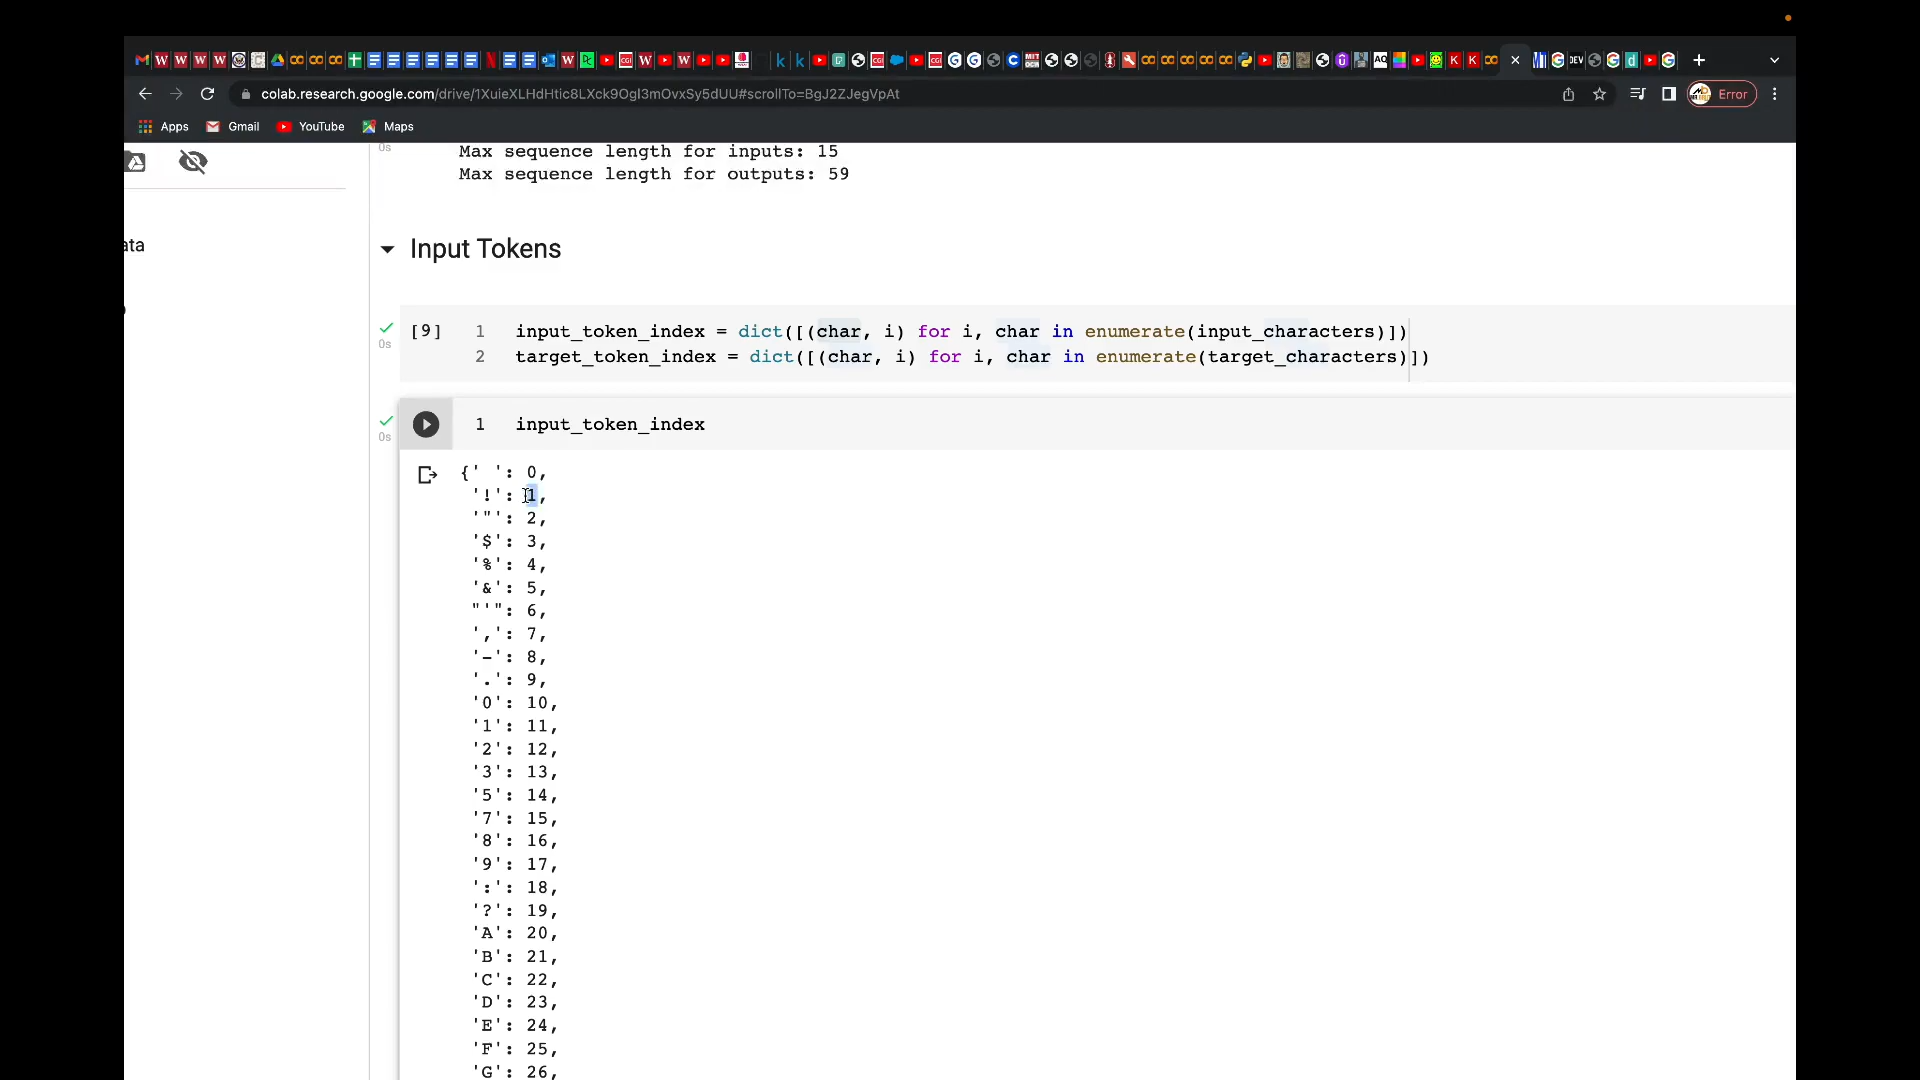 colab.research.google.com/drive/1XuieXLHdHtic8LXck9OgI3mOvxSy5dUU#scrollTo=BgJ2ZJegVpAt
Error
Apps
Gmail
YouTube
Maps
ata
0s
Max sequence length for inputs: 15
Max sequence length for outputs: 59
Input Tokens
0s
[9]
1 input_token_index = dict([(char, i) for i, char in enumerate(input_characters)])
2 target_token_index = dict([(char, i) for i, char in enumerate(target_characters)])
0s
1 input_token_index
{' ': 0,
'!': 1,
'"': 2,
'$': 3,
'%': 4,
'&': 5,
"'": 6,
',': 7,
'-': 8,
'.': 9,
'0': 10,
'1': 11,
'2': 12,
'3': 13,
'5': 14,
'7': 15,
'8': 16,
'9': 17,
':': 18,
'?': 19,
'A': 20,
'B': 21,
'C': 22,
'D': 23,
'E': 24,
'F': 25,
'G': 26,